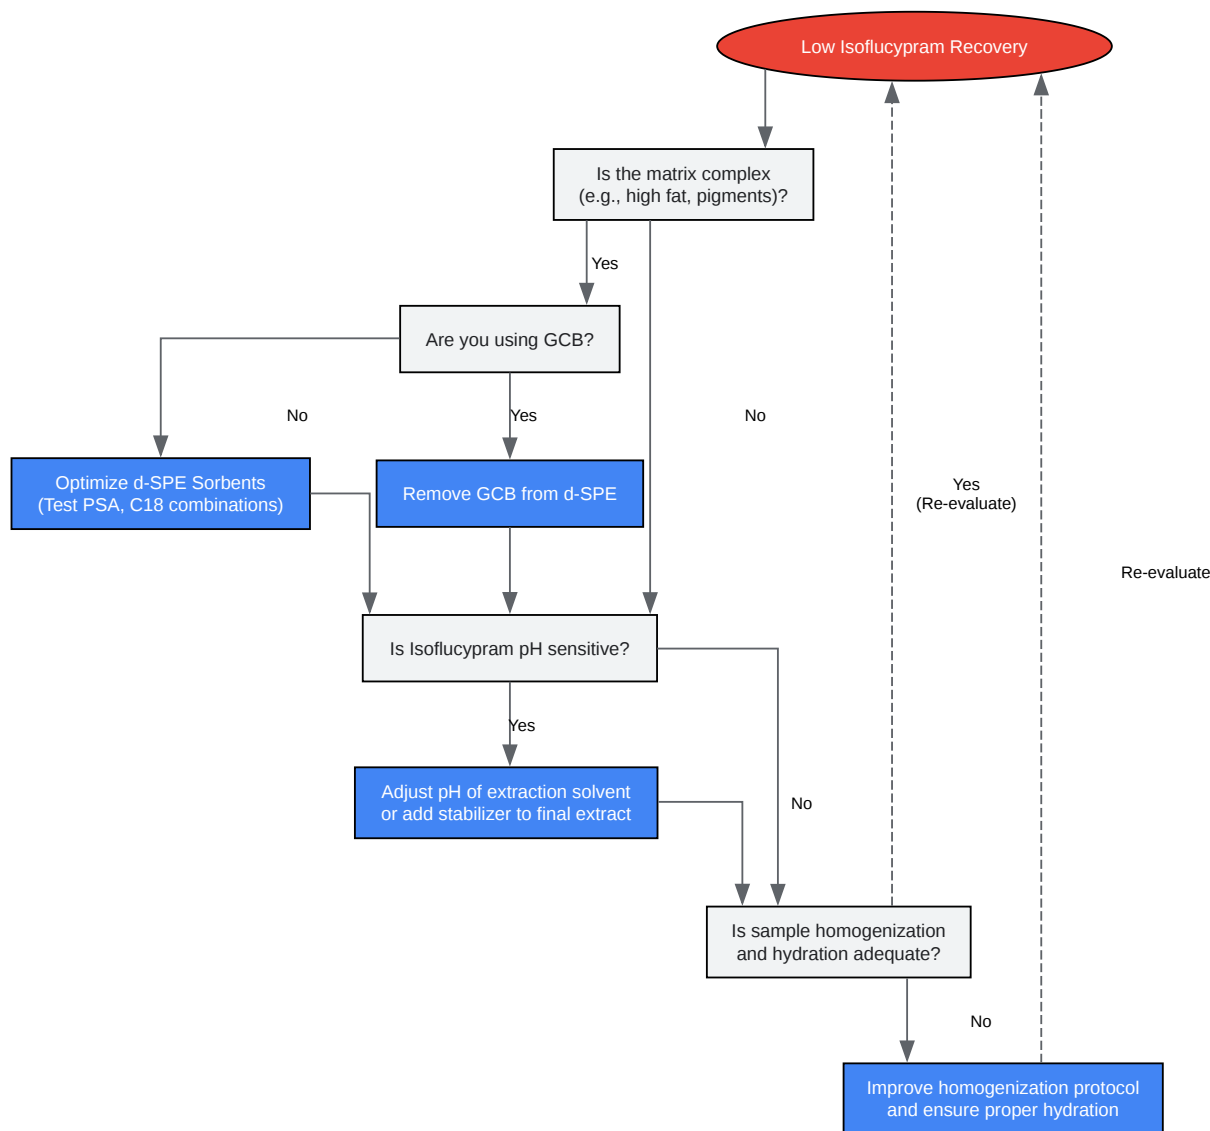 Low Isoflucypram Recovery
Is the matrix complex
(e.g., high fat, pigments)?
Yes
Are you using GCB?
No
Yes
No
Optimize d-SPE Sorbents
(Test PSA, C18 combinations)
Remove GCB from d-SPE
Yes
(Re-evaluate)
Re-evaluate
Is Isoflucypram pH sensitive?
Yes
Adjust pH of extraction solvent
or add stabilizer to final extract
No
Is sample homogenization
and hydration adequate?
No
Improve homogenization protocol
and ensure proper hydration